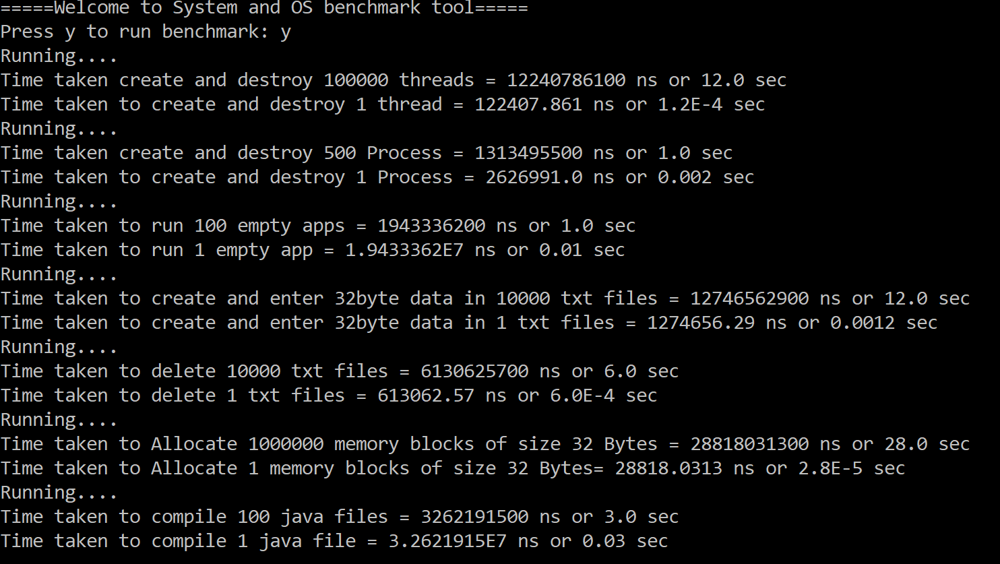 =====Welcome to System and OS benchmark tool=====
Press y to run benchmark: y
Running....
Time taken create and destroy 100000 threads = 12240786100 ns or 12.0 sec
Time taken to create and destroy 1 thread = 122407.861 ns or 1.2E-4 sec
Running....
Time taken create and destroy 500 Process = 1313495500 ns or 1.0 sec
Time taken to create and destroy 1 Process = 2626991.0 ns or 0.002 sec
Running....
Time taken to run 100 empty apps = 1943336200 ns or 1.0 sec
Time taken to run 1 empty app = 1.9433362E7 ns or 0.01 sec
Running....
Time taken to create and enter 32byte data in 10000 txt files = 12746562900 ns or 12.0 sec
Time taken to create and enter 32byte data in 1 txt files = 1274656.29 ns or 0.0012 sec
Running....
Time taken to delete 10000 txt files = 6130625700 ns or 6.0 sec
Time taken to delete 1 txt files = 613062.57 ns or 6.0E-4 sec
Running....
Time taken to Allocate 1000000 memory blocks of size 32 Bytes = 28818031300 ns or 28.0 sec
Time taken to Allocate 1 memory blocks of size 32 Bytes= 28818.0313 ns or 2.8E-5 sec
Running....
Time taken to compile 100 java files = 3262191500 ns or 3.0 sec
Time taken to compile 1 java file = 3.2621915E7 ns or 0.03 sec